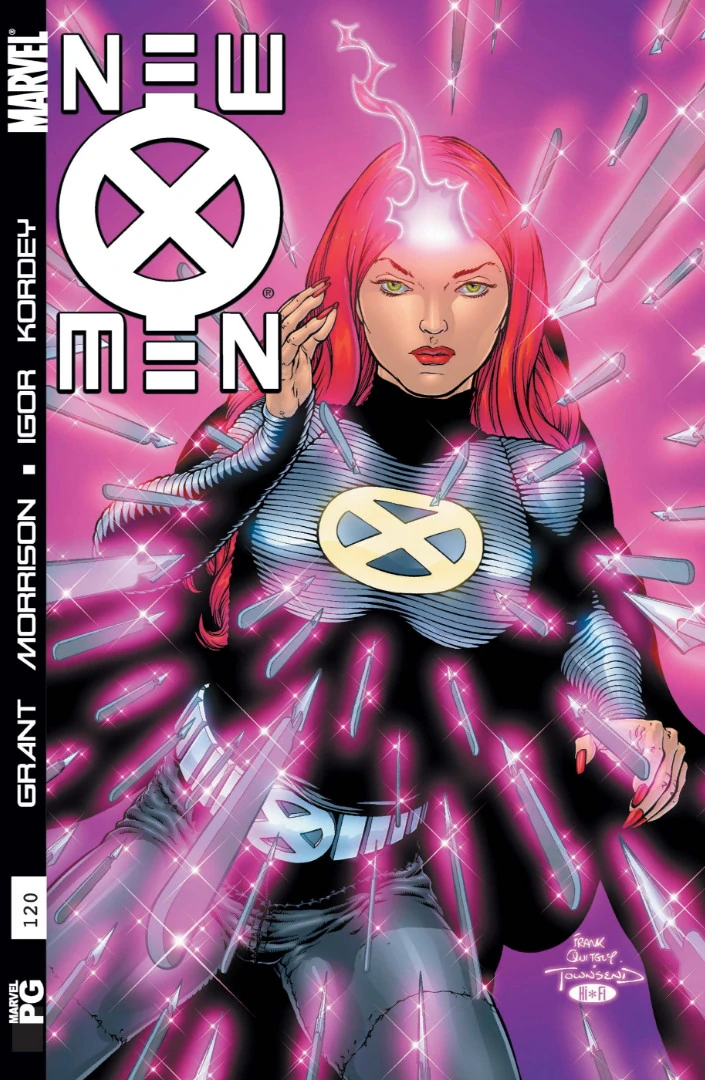 MARVEL®
NEW
X
MEN®
GRANT MORRISON ■ IGOR KORDEY
120
MARVEL
PG
FRANK
QUITELY.
TOWNSEND
Hi*Fi